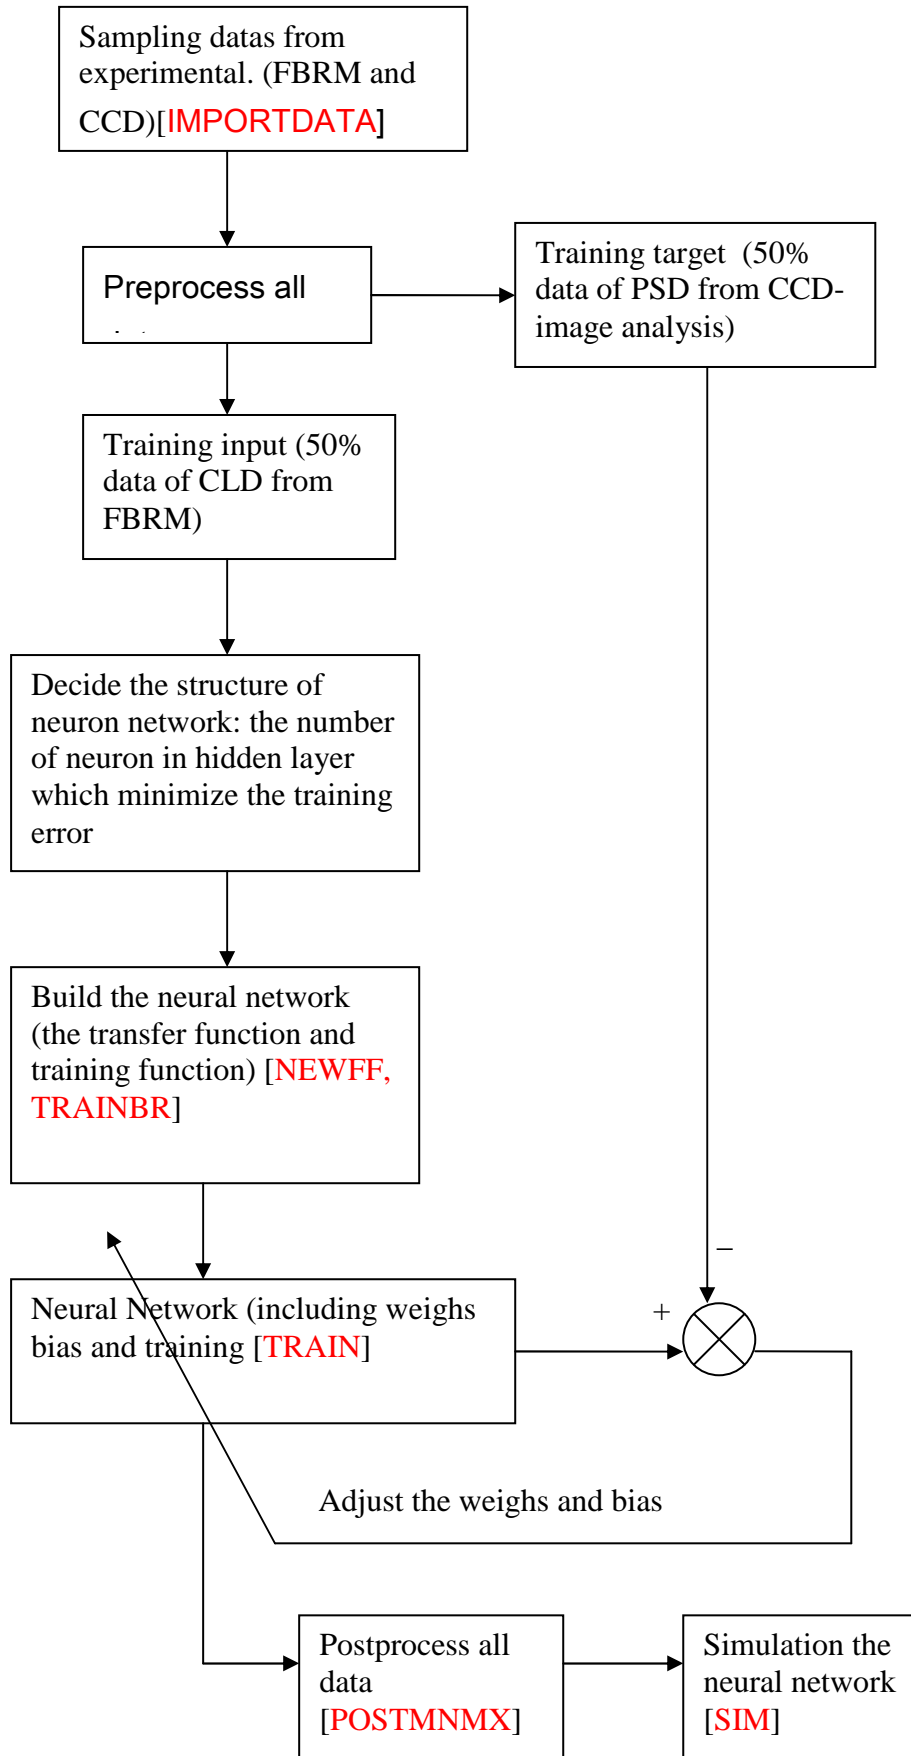 Sampling datas from
experimental. (FBRM and
CCD)[IMPORTDATA]
Preprocess all
Training target (50%
data of PSD from CCD-
image analysis)
Training input (50%
data of CLD from
FBRM)
Decide the structure of
neuron network: the number
of neuron in hidden layer
which minimize the training
error
Build the neural network
(the transfer function and
training function) [NEWFF,
TRAINBR]
−
+
Neural Network (including weighs
bias and training [TRAIN]
Adjust the weighs and bias
Postprocess all
data
[POSTMNMX]
Simulation the
neural network
[SIM]